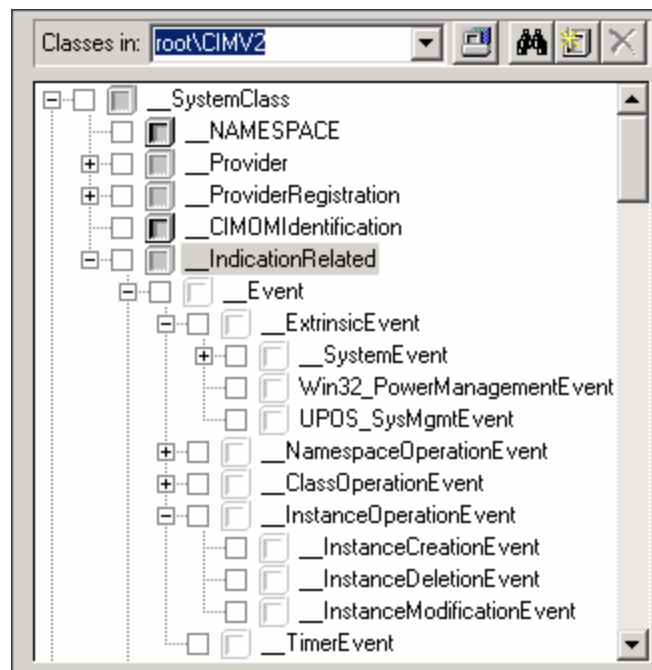 Classes in: root\CIMV2
__SystemClass
__NAMESPACE
__Provider
__ProviderRegistration
__CIMOMIdentification
__IndicationRelated
__Event
__ExtrinsicEvent
__SystemEvent
Win32_PowerManagementEvent
UPOS_SysMgmtEvent
__NamespaceOperationEvent
__ClassOperationEvent
__InstanceOperationEvent
__InstanceCreationEvent
__InstanceDeletionEvent
__InstanceModificationEvent
__TimerEvent